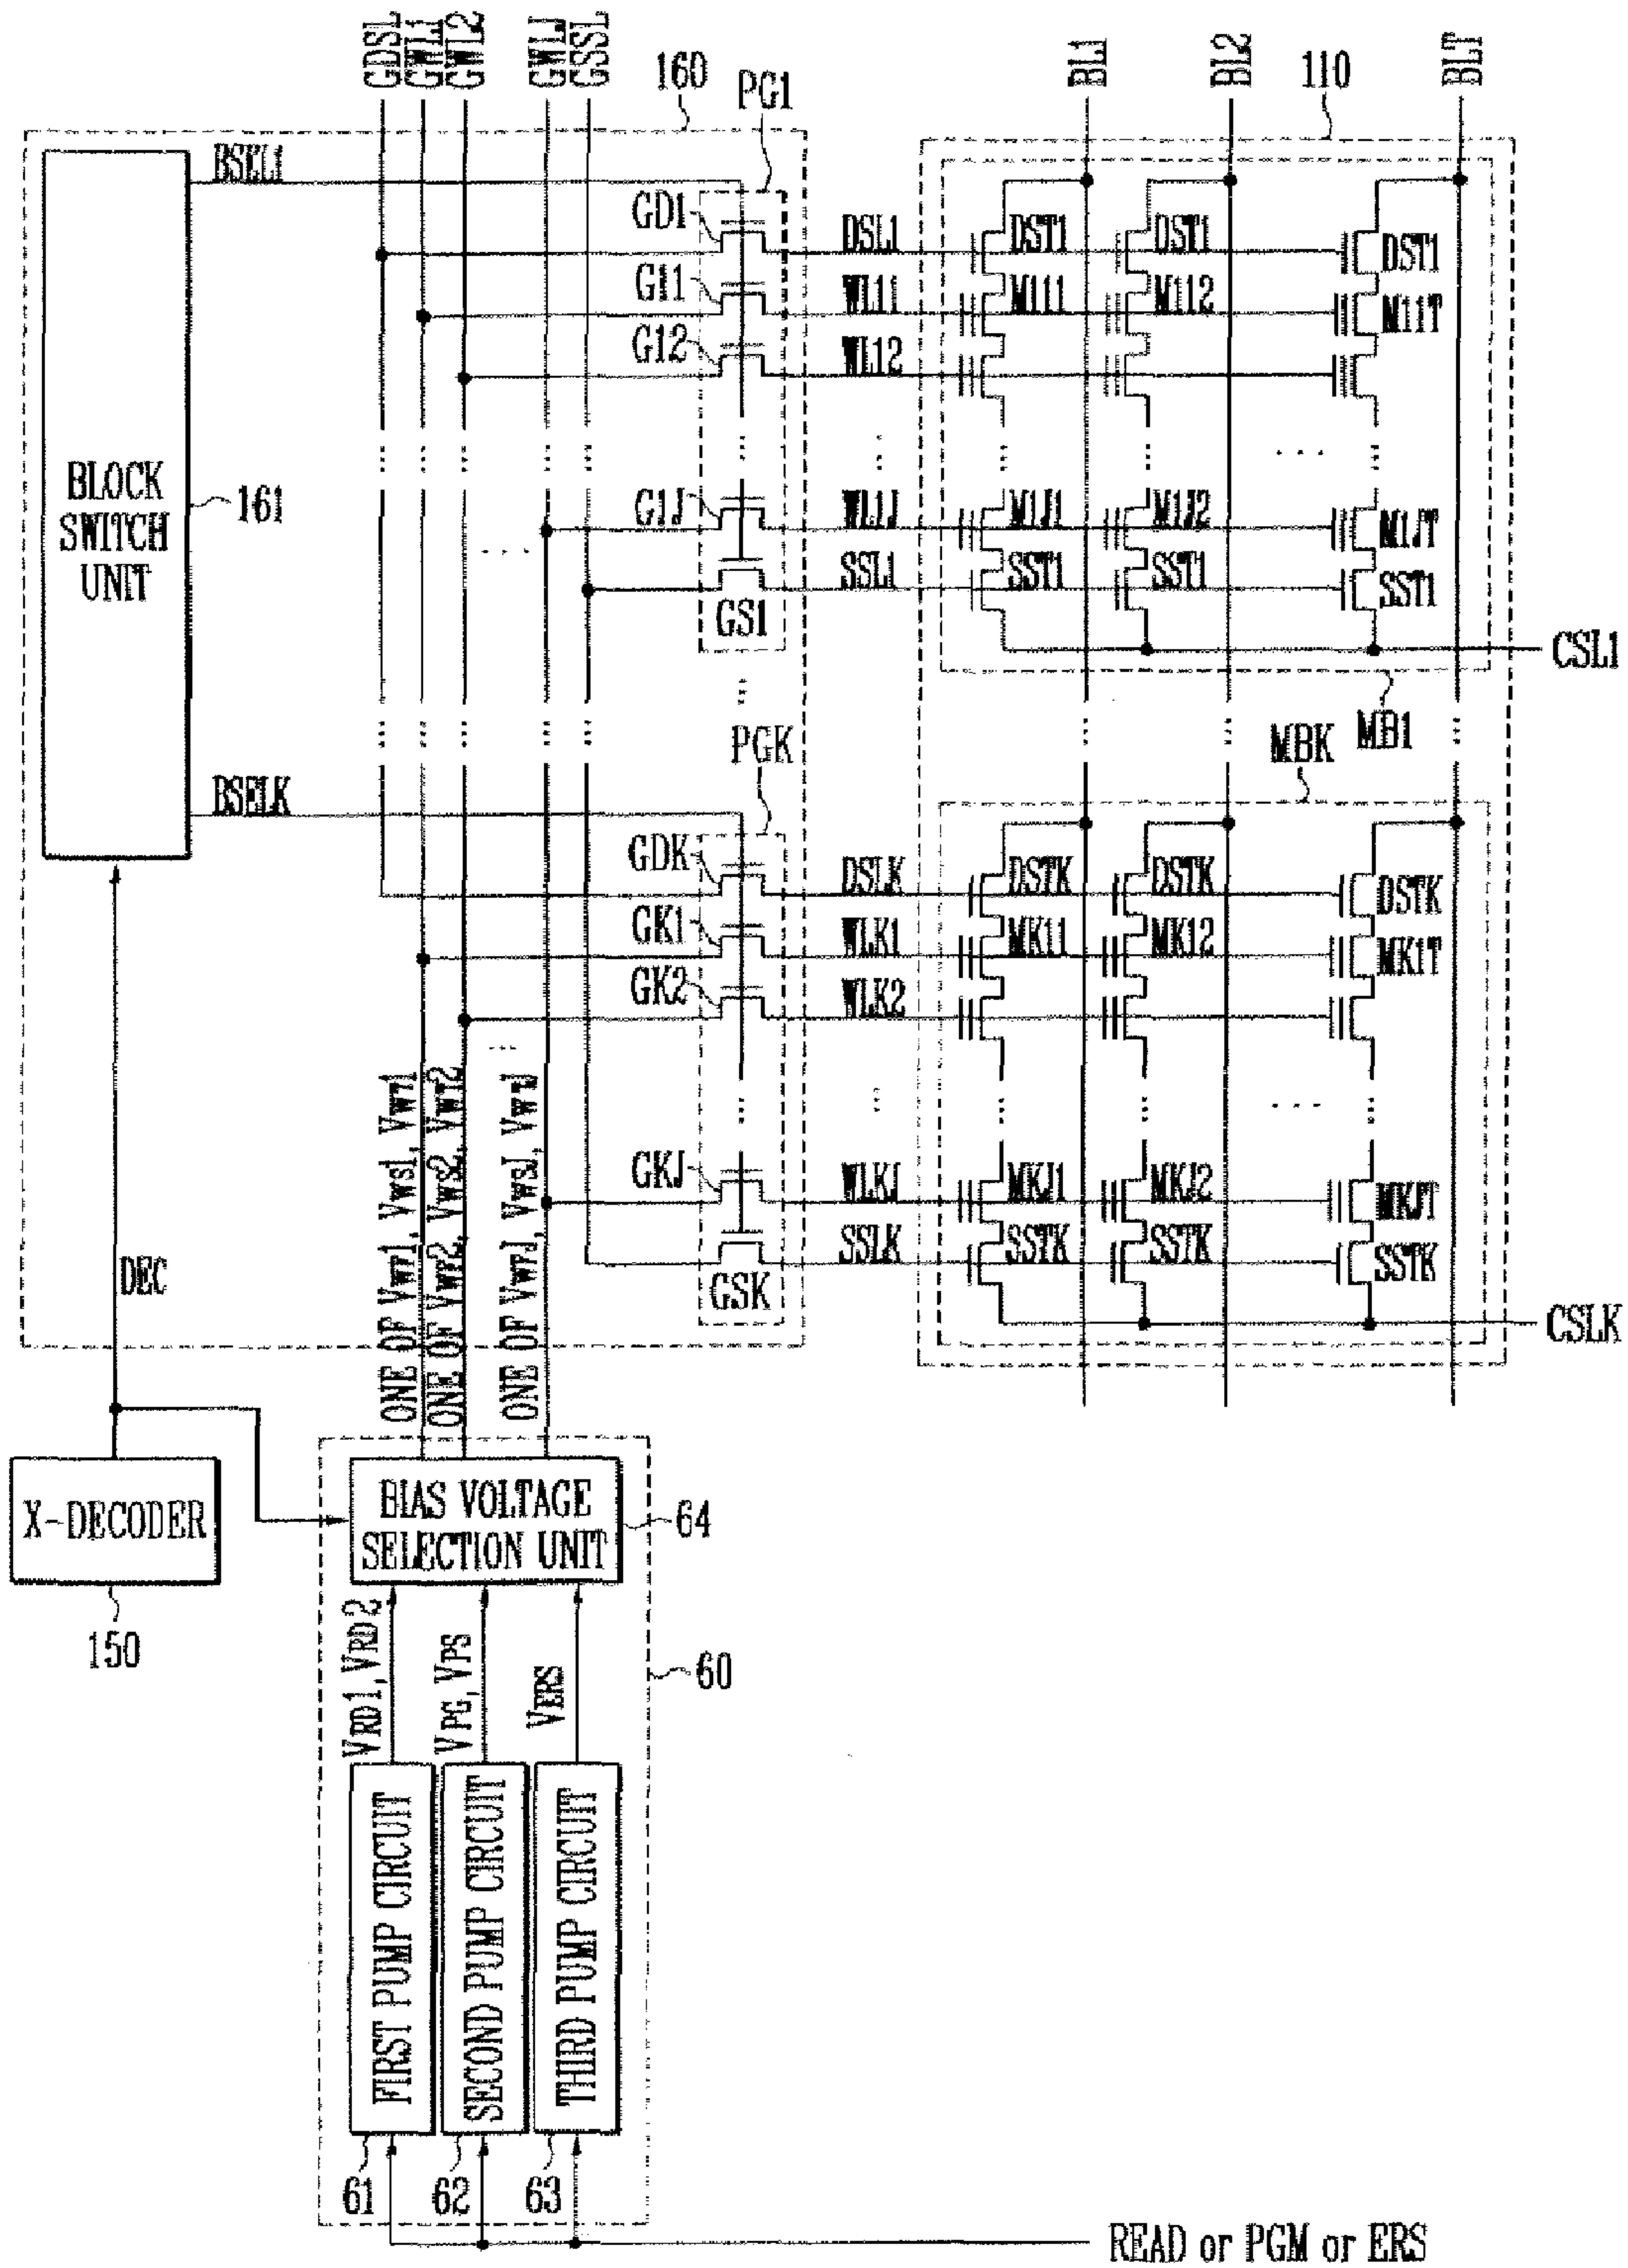 GDSL
GWL1
GWL2
GWLJ
GSSL
160
PG1
BL1
BL2
110
BLT
BSEL1
GD1
DSL1
DST1
DST1
DST1
G11
WL11
M111
M112
M11T
G12
WL12
BLOCK
SWITCH
UNIT
161
G1J
WL1J
M1J1
M1J2
M1JT
SSL1
SST1
SST1
SST1
GS1
CSL1
MB1
MBK
PGK
BSELK
GDK
DSLK
DSTK
DSTK
DSTK
GK1
WLK1
MK11
MK12
MK1T
GK2
WLK2
GKJ
WLKJ
MKJ1
MKJ2
MKJT
SSLK
SSTK
SSTK
SSTK
GSK
CSLK
DEC
ONE OF VWF1, VWS1, VWT1
ONE OF VWF2, VWS2, VWT2
ONE OF VWFJ, VWSJ, VWTJ
X-DECODER
150
BIAS VOLTAGE
SELECTION UNIT
64
VRD1, VRD2
VPG, VPS
VERS
60
FIRST PUMP CIRCUIT
SECOND PUMP CIRCUIT
THIRD PUMP CIRCUIT
61
62
63
READ or PGM or ERS